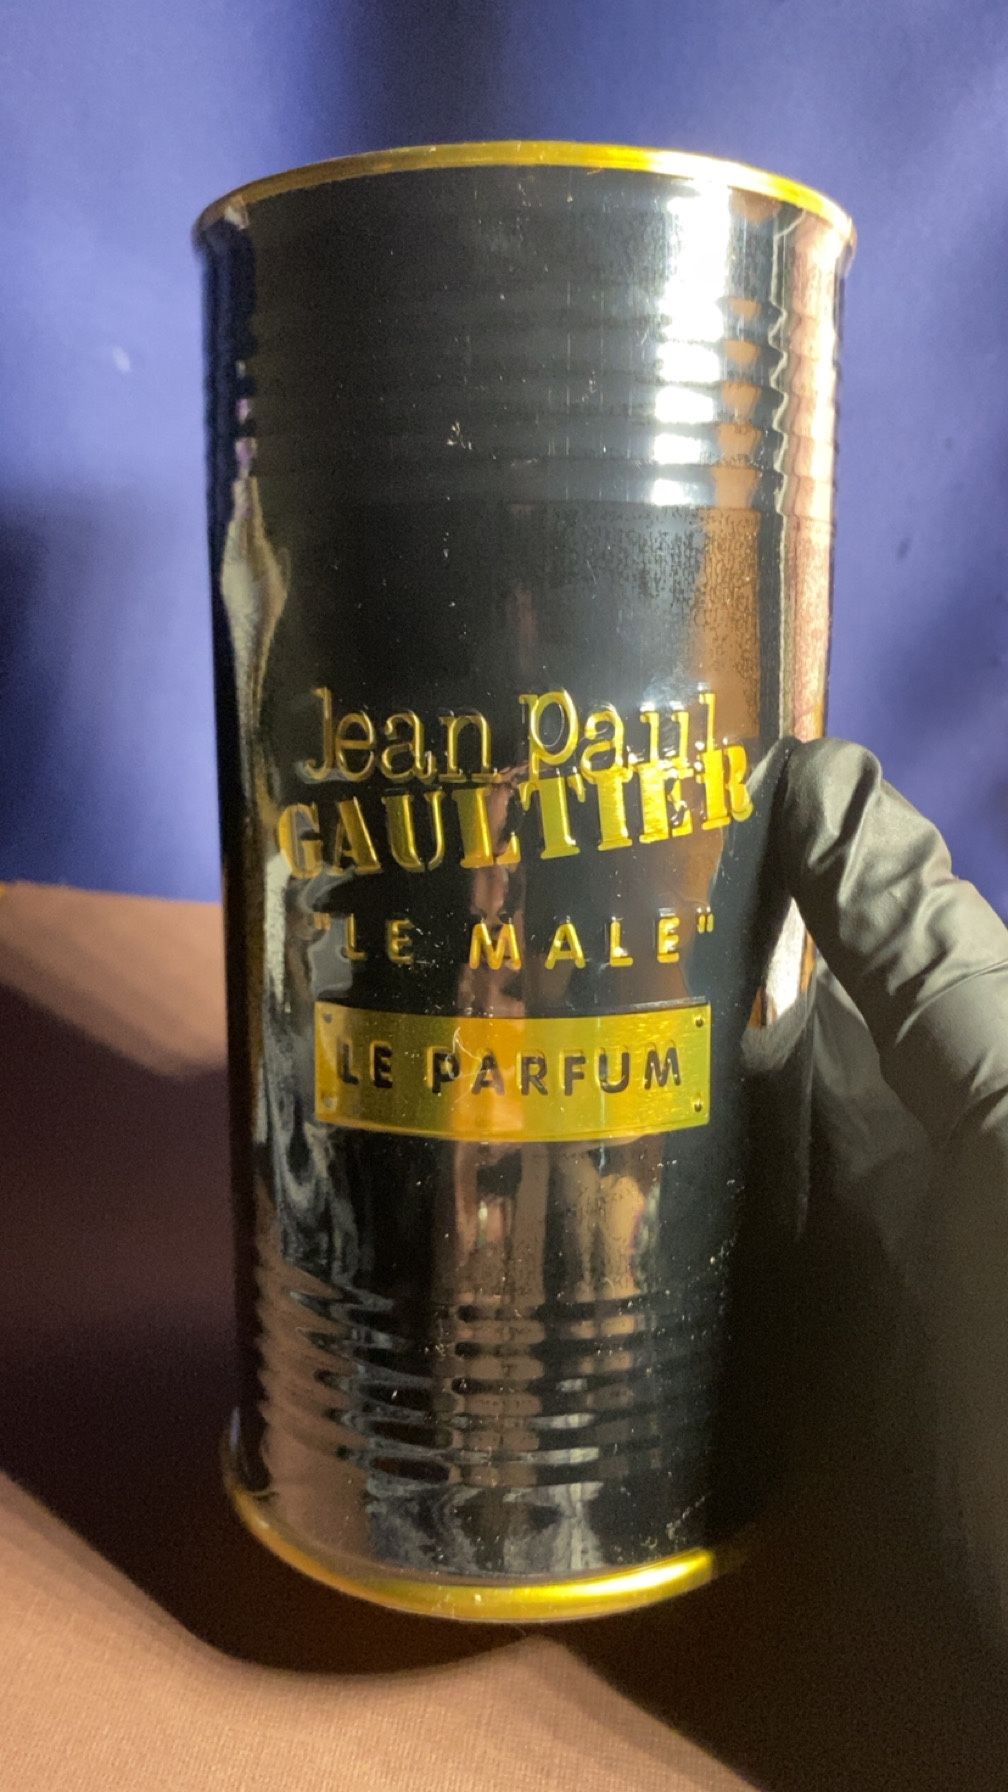 Jean Paul
GAULTIER
"LE MALE"
LE PARFUM